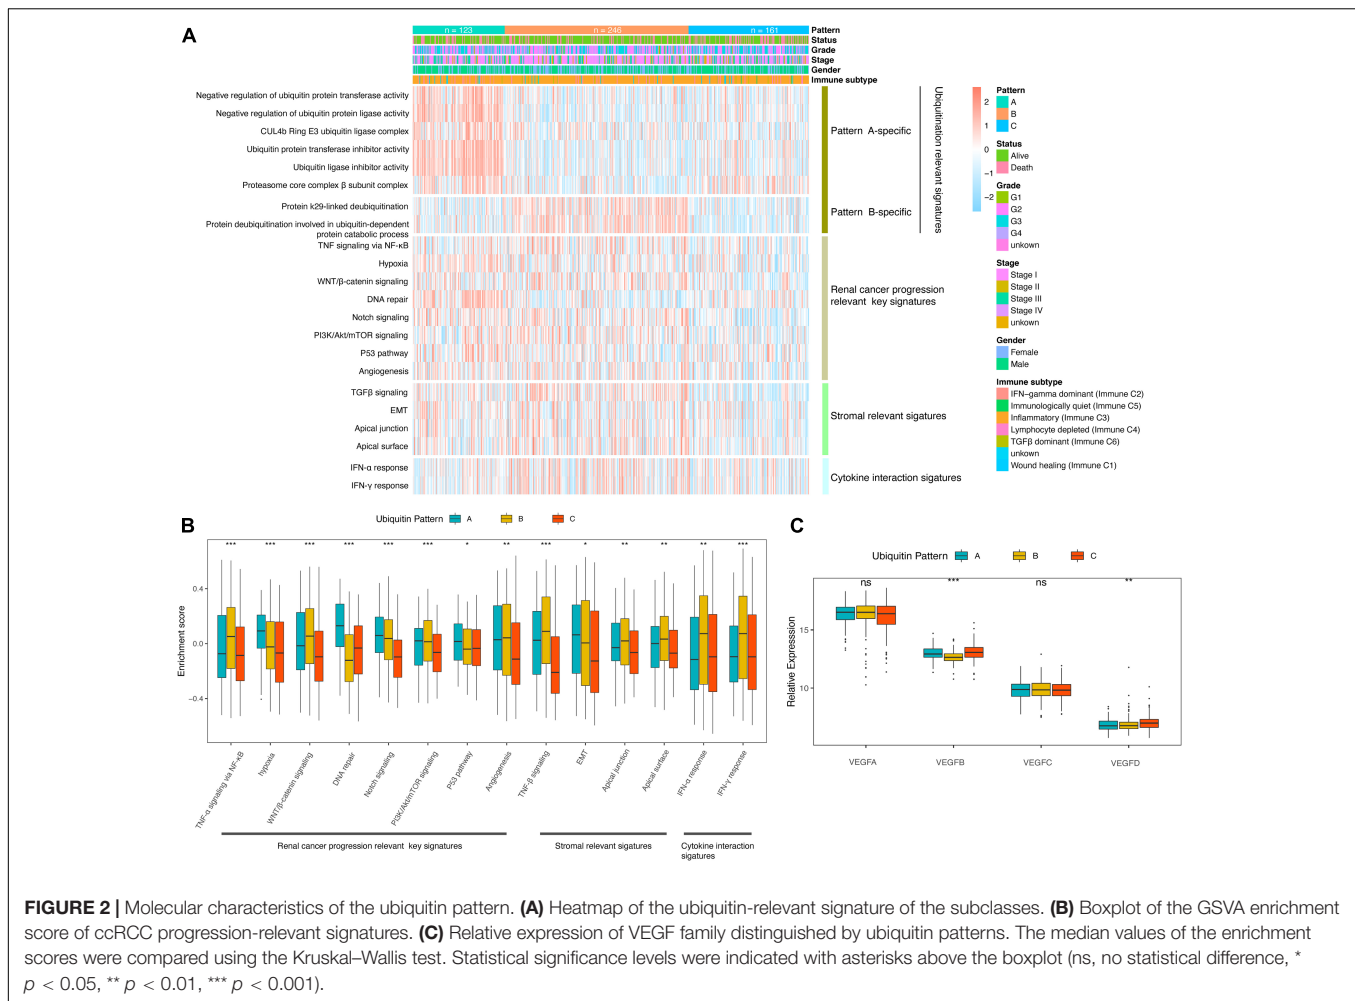 A
n = 123
n = 246
n = 161
Pattern
Status
Grade
Stage
Gender
Immune subtype
Negative regulation of ubiquitin protein transferase activity
Negative regulation of ubiquitin protein ligase activity
CUL4b Ring E3 ubiquitin ligase complex
Ubiquitin protein transferase inhibitor activity
Ubiquitin ligase inhibitor activity
Proteasome core complex β subunit complex
Protein k29-linked deubiquitination
Protein deubiquitination involved in ubiquitin-dependent
protein catabolic process
TNF signaling via NF-κB
Hypoxia
WNT/β-catenin signaling
DNA repair
Notch signaling
PI3K/Akt/mTOR signaling
P53 pathway
Angiogenesis
TGFβ signaling
EMT
Apical junction
Apical surface
IFN-α response
IFN-γ response
Pattern A-specific
Pattern B-specific
Ubiquitination relevant signatures
Renal cancer progression
relevant key signatures
Stromal relevant sigatures
Cytokine interaction sigatures
2
1
0
−1
−2
Pattern
A
B
C
Status
Alive
Death
Grade
G1
G2
G3
G4
unkown
Stage
Stage I
Stage II
Stage III
Stage IV
unkown
Gender
Female
Male
Immune subtype
IFN−gamma dominant (Immune C2)
Immunologically quiet (Immune C5)
Inflammatory (Immune C3)
Lymphocyte depleted (Immune C4)
TGFβ dominant (Immune C6)
unkown
Wound healing (Immune C1)
B
Ubiquitin Pattern A B C
*** *** *** *** *** *** * ** *** * ** ** ** ***
Enrichment score
0.4
0.0
−0.4
TNF-α signaling via NF-κB
hypoxia
WNT/β-catenin signaling
DNA repair
Notch signaling
PI3K/Akt/mTOR signaling
P53 pathway
Angiogenesis
TNF-β signaling
EMT
Apical junction
Apical surface
IFN-α response
IFN-γ response
Renal cancer progression relevant key signatures
Stromal relevant sigatures
Cytokine interaction
sigatures
C
Ubiquitin Pattern A B C
ns *** ns **
Relative Expresssion
15
10
VEGFA
VEGFB
VEGFC
VEGFD
FIGURE 2 | Molecular characteristics of the ubiquitin pattern. (A) Heatmap of the ubiquitin-relevant signature of the subclasses. (B) Boxplot of the GSVA enrichment
score of ccRCC progression-relevant signatures. (C) Relative expression of VEGF family distinguished by ubiquitin patterns. The median values of the enrichment
scores were compared using the Kruskal–Wallis test. Statistical significance levels were indicated with asterisks above the boxplot (ns, no statistical difference, *
p < 0.05, ** p < 0.01, *** p < 0.001).